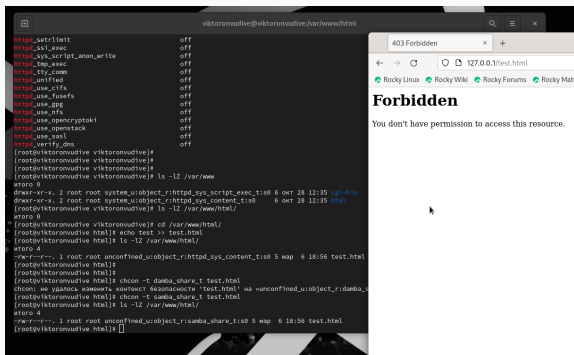 viktoronvudive@viktoronvudive:/var/www/html
httpd_setrlimit off
httpd_ssi_exec off
httpd_sys_script_anon_write off
httpd_tmp_exec off
httpd_tty_comm off
httpd_unified off
httpd_use_cifs off
httpd_use_fusefs off
httpd_use_gpg off
httpd_use_nfs off
httpd_use_opencryptoki off
httpd_use_openstack off
httpd_use_sasl off
httpd_verify_dns off
[root@viktoronvudive viktoronvudive]#
[root@viktoronvudive viktoronvudive]#
[root@viktoronvudive viktoronvudive]#
[root@viktoronvudive viktoronvudive]# ls -lZ /var/www
итого 0
drwxr-xr-x. 2 root root system_u:object_r:httpd_sys_script_exec_t:s0 6 окт 28 12:35 cgi-bin
drwxr-xr-x. 2 root root system_u:object_r:httpd_sys_content_t:s0 6 окт 28 12:35 html
[root@viktoronvudive viktoronvudive]# ls -lZ /var/www/html/
итого 0
[root@viktoronvudive viktoronvudive]# cd /var/www/html/
[root@viktoronvudive html]# echo test >> test.html
[root@viktoronvudive html]# ls -lZ /var/www/html/
итого 4
-rw-r--r--. 1 root root unconfined_u:object_r:httpd_sys_content_t:s0 5 мар 6 18:56 test.html
[root@viktoronvudive html]#
[root@viktoronvudive html]#
[root@viktoronvudive html]# chcon -t damba_share_t test.html
chcon: не удалось изменить контекст безопасности 'test.html' на «unconfined_u:object_r:damba_s
[root@viktoronvudive html]# chcon -t samba_share_t test.html
[root@viktoronvudive html]# ls -lZ /var/www/html/
итого 4
-rw-r--r--. 1 root root unconfined_u:object_r:samba_share_t:s0 5 мар 6 18:56 test.html
[root@viktoronvudive html]#
403 Forbidden
127.0.0.1/test.html
Rocky Linux Rocky Wiki Rocky Forums Rocky Mat
Forbidden
You don't have permission to access this resource.